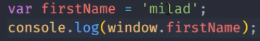 var firstName = 'milad';
console.log(window.firstName);